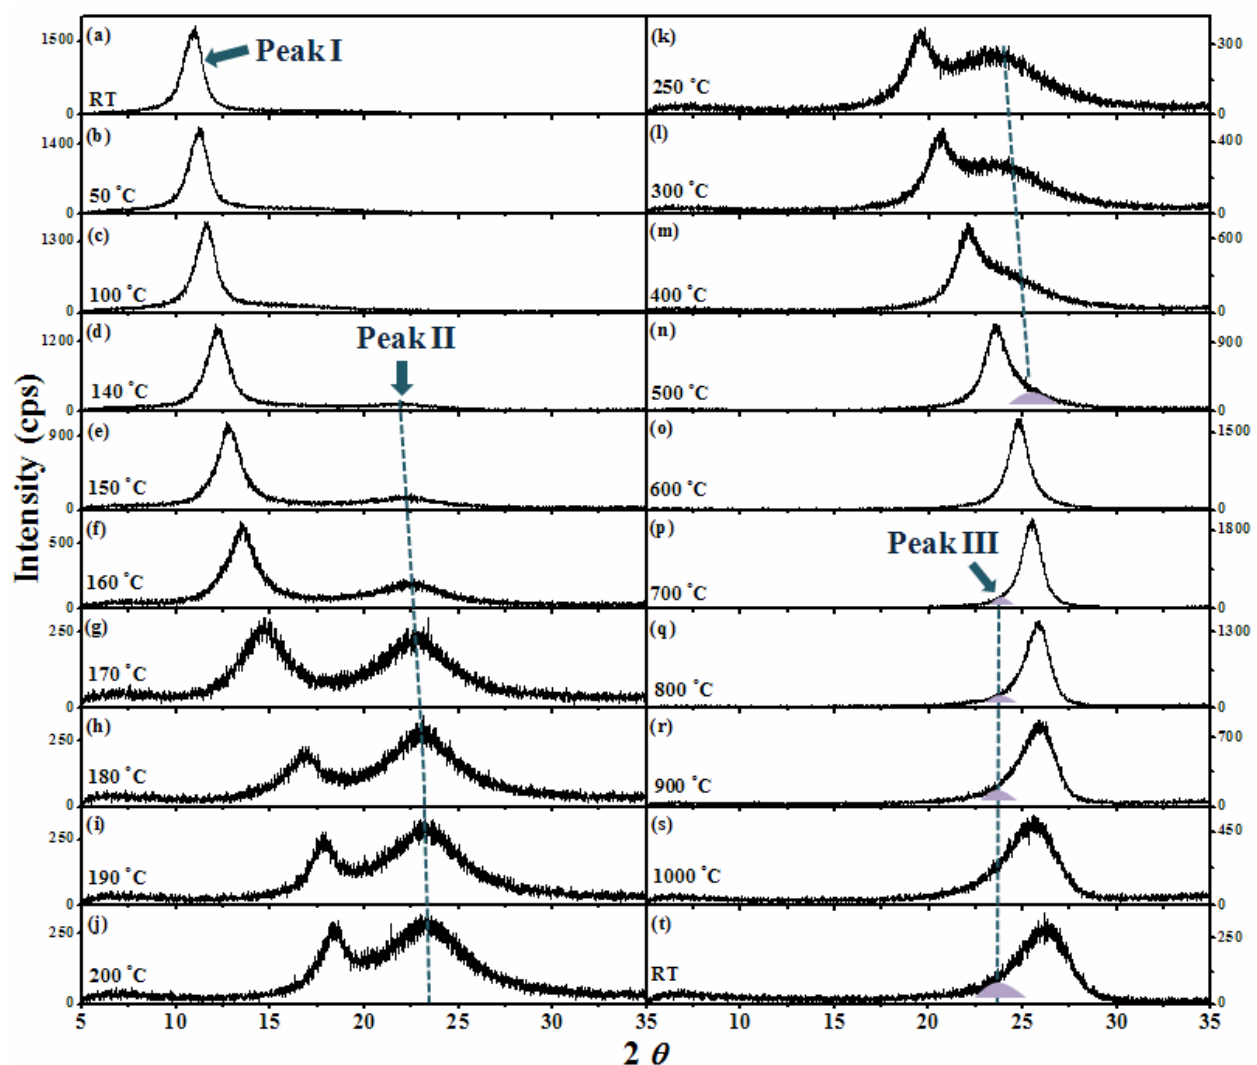 (a)
1500
Peak I
RT
0
(b)
1400
50 °C
0
(c)
1300
100 °C
0
(d)
1200
Peak II
140 °C
0
(e)
900
150 °C
0
(f)
500
160 °C
0
(g)
250
170 °C
0
(h)
250
180 °C
0
(i)
250
190 °C
0
(j)
250
200 °C
0
5 10 15 20 25 30 35
(k)
300
250 °C
0
(l)
400
300 °C
0
(m)
600
400 °C
0
(n)
900
500 °C
0
(o)
1500
600 °C
0
(p)
1800
Peak III
700 °C
0
(q)
1300
800 °C
0
(r)
700
900 °C
0
(s)
450
1000 °C
0
(t)
250
RT
0
10 15 20 25 30 35
Intensity (cps)
2 θ